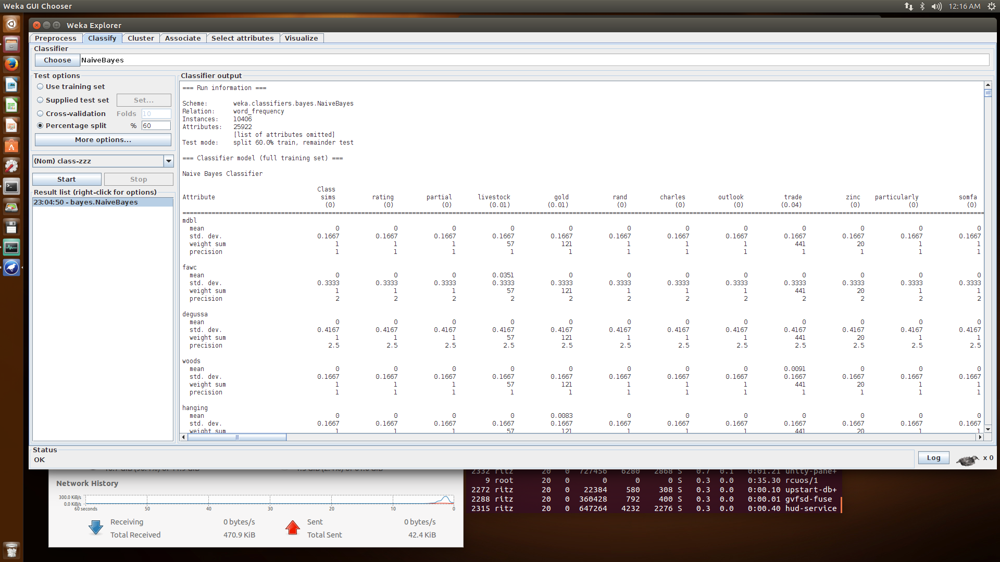 Weka GUI Chooser
12:16 AM
Weka Explorer
Preprocess Classify Cluster Associate Select attributes Visualize
Classifier
Choose NaiveBayes
Test options
Use training set
Supplied test set Set...
Cross-validation Folds 10
Percentage split % 60
More options...
(Nom) class-zzz
Start Stop
Result list (right-click for options)
23:04:50 - bayes.NaiveBayes
Classifier output
=== Run information ===
Scheme: weka.classifiers.bayes.NaiveBayes
Relation: word_frequency
Instances: 10406
Attributes: 25922
[list of attributes omitted]
Test mode: split 60.0% train, remainder test
=== Classifier model (full training set) ===
Naive Bayes Classifier
Class
Attribute sims rating partial livestock gold rand charles outlook trade zinc particularly somfa
(0) (0) (0) (0.01) (0.01) (0) (0) (0) (0.04) (0) (0) (0)
mdbl
mean 0 0 0 0 0 0 0 0 0 0 0 0
std. dev. 0.1667 0.1667 0.1667 0.1667 0.1667 0.1667 0.1667 0.1667 0.1667 0.1667 0.1667 0.1667
weight sum 1 1 1 57 121 1 1 1 441 20 1 1
precision 1 1 1 1 1 1 1 1 1 1 1 1
fawc
mean 0 0 0 0.0351 0 0 0 0 0 0 0 0
std. dev. 0.3333 0.3333 0.3333 0.3333 0.3333 0.3333 0.3333 0.3333 0.3333 0.3333 0.3333 0.3333
weight sum 1 1 1 57 121 1 1 1 441 20 1 1
precision 2 2 2 2 2 2 2 2 2 2 2 2
degussa
mean 0 0 0 0 0 0 0 0 0 0 0 0
std. dev. 0.4167 0.4167 0.4167 0.4167 0.4167 0.4167 0.4167 0.4167 0.4167 0.4167 0.4167 0.4167
weight sum 1 1 1 57 121 1 1 1 441 20 1 1
precision 2.5 2.5 2.5 2.5 2.5 2.5 2.5 2.5 2.5 2.5 2.5 2.5
woods
mean 0 0 0 0 0 0 0 0 0.0091 0 0 0
std. dev. 0.1667 0.1667 0.1667 0.1667 0.1667 0.1667 0.1667 0.1667 0.1667 0.1667 0.1667 0.1667
weight sum 1 1 1 57 121 1 1 1 441 20 1 1
precision 1 1 1 1 1 1 1 1 1 1 1 1
hanging
mean 0 0 0 0 0.0083 0 0 0 0 0 0 0
std. dev. 0.1667 0.1667 0.1667 0.1667 0.1667 0.1667 0.1667 0.1667 0.1667 0.1667 0.1667 0.1667
weight sum 1 1 1 57 121 1 1 1 441 20 1 1
Status
OK
Log x 0
Network History
300.0 KiB/s
0.0 KiB/s
60 seconds 50 40 30 20 10 0
Receiving 0 bytes/s
Total Received 470.9 KiB
Sent 0 bytes/s
Total Sent 42.4 KiB
2332 ritz 20 0 727456 6280 2868 S 0.7 0.1 0:01.21 unity-pane+
9 root 20 0 0 0 0 S 0.3 0.0 0:35.30 rcuos/1
2272 ritz 20 0 22384 580 308 S 0.3 0.0 0:00.10 upstart-db+
2288 ritz 20 0 360428 792 400 S 0.3 0.0 0:00.01 gvfsd-fuse
2315 ritz 20 0 647264 4232 2276 S 0.3 0.0 0:00.40 hud-service